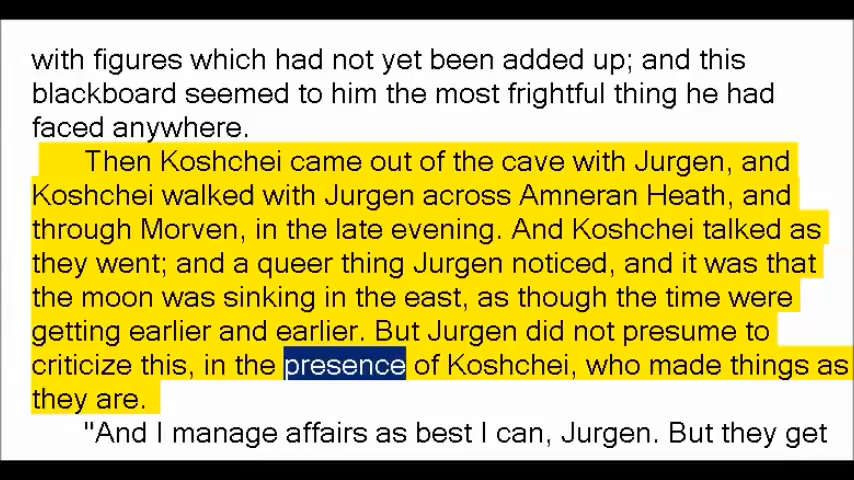 with figures which had not yet been added up; and this
blackboard seemed to him the most frightful thing he had
faced anywhere.
Then Koshchei came out of the cave with Jurgen, and
Koshchei walked with Jurgen across Amneran Heath, and
through Morven, in the late evening. And Koshchei talked as
they went; and a queer thing Jurgen noticed, and it was that
the moon was sinking in the east, as though the time were
getting earlier and earlier. But Jurgen did not presume to
criticize this, in the presence of Koshchei, who made things as
they are.
"And I manage affairs as best I can, Jurgen. But they get